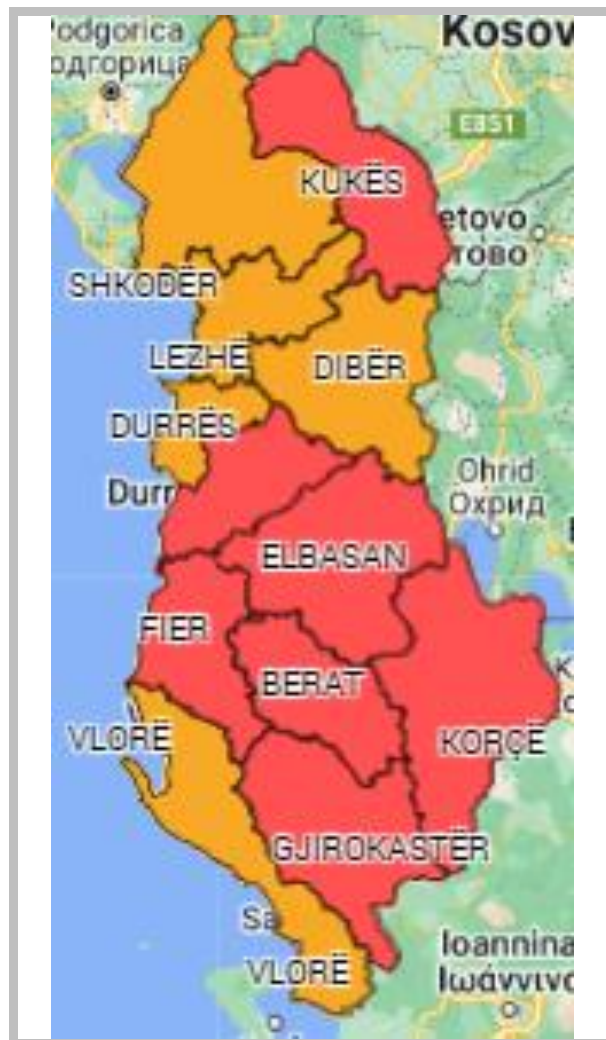 Podgorica
Подгорица
Kosov
E851
KUKËS
etovo
тово
SHKODËR
LEZHË
DIBËR
DURRËS
Durr
Ohrid
Охрид
ELBASAN
FIER
BERAT
VLORË
KORÇË
GJIROKASTËR
Sa
VLORË
Ioannina
Ιωάννινα